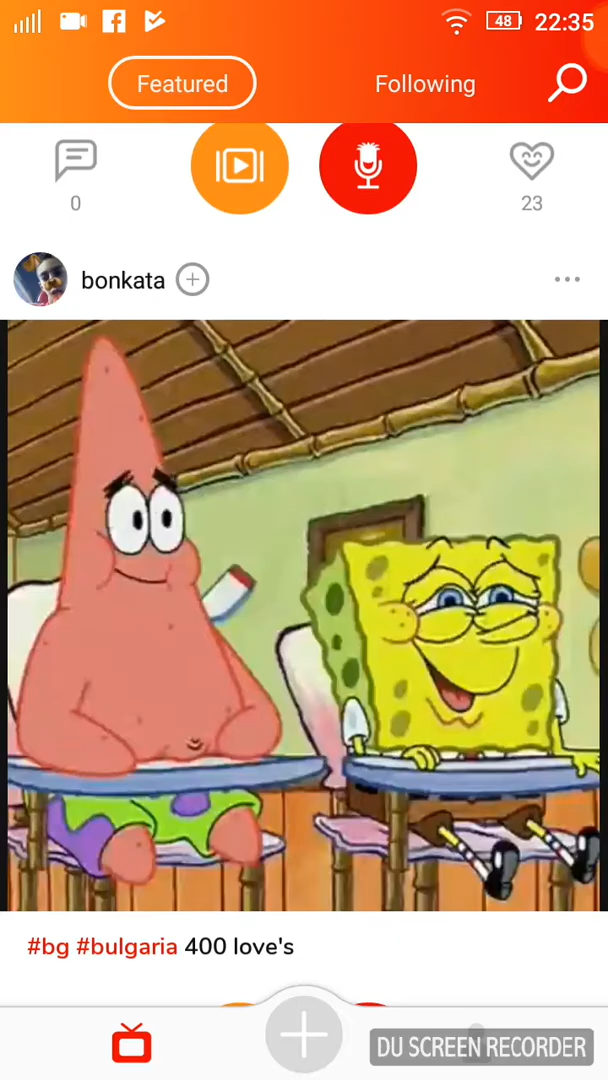 48 22:35
Featured Following
0 23
bonkata
#bg #bulgaria 400 love's
DU SCREEN RECORDER